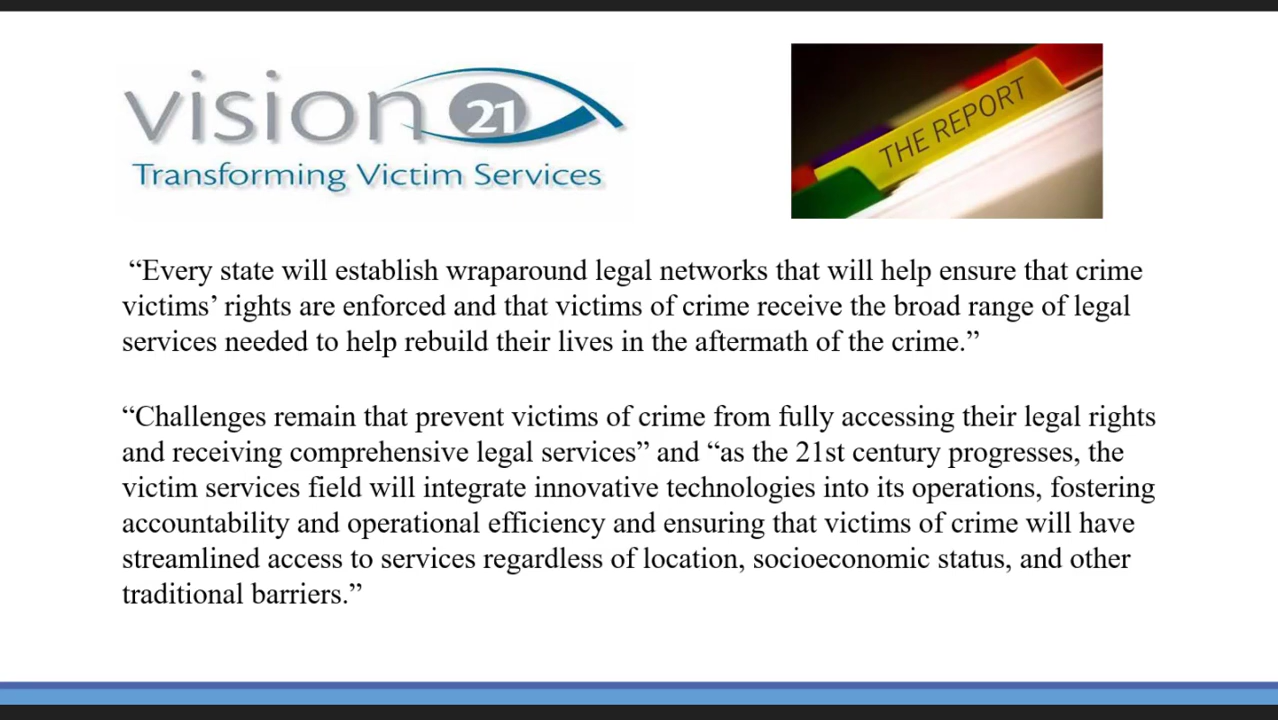 vision 21
Transforming Victim Services
THE REPORT
“Every state will establish wraparound legal networks that will help ensure that crime
victims’ rights are enforced and that victims of crime receive the broad range of legal
services needed to help rebuild their lives in the aftermath of the crime.”
“Challenges remain that prevent victims of crime from fully accessing their legal rights
and receiving comprehensive legal services” and “as the 21st century progresses, the
victim services field will integrate innovative technologies into its operations, fostering
accountability and operational efficiency and ensuring that victims of crime will have
streamlined access to services regardless of location, socioeconomic status, and other
traditional barriers.”